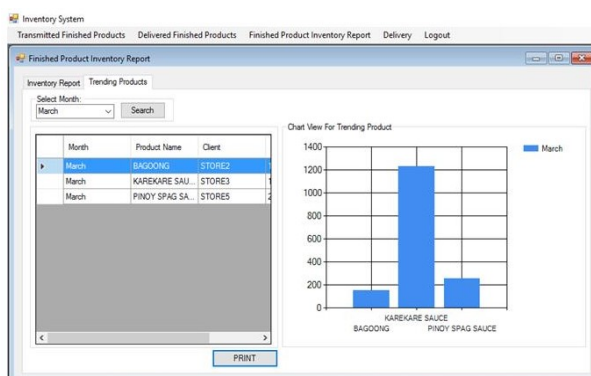 Inventory System
Transmitted Finished Products Delivered Finished Products Finished Product Inventory Report Delivery Logout
Finished Product Inventory Report
Inventory Report Trending Products
Select Month:
March Search
Month Product Name Client
March BAGOONG STORE2 1
March KAREKARE SAU... STORE3 1
March PINOY SPAG SA... STORE5 2
PRINT
Chart View For Trending Product
1400
1200
1000
800
600
400
200
0
KAREKARE SAUCE
BAGOONG PINOY SPAG SAUCE
March